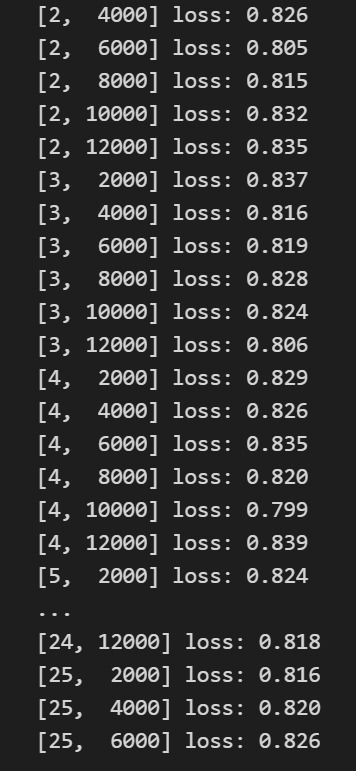 [2,  4000] loss: 0.826
[2,  6000] loss: 0.805
[2,  8000] loss: 0.815
[2, 10000] loss: 0.832
[2, 12000] loss: 0.835
[3,  2000] loss: 0.837
[3,  4000] loss: 0.816
[3,  6000] loss: 0.819
[3,  8000] loss: 0.828
[3, 10000] loss: 0.824
[3, 12000] loss: 0.806
[4,  2000] loss: 0.829
[4,  4000] loss: 0.826
[4,  6000] loss: 0.835
[4,  8000] loss: 0.820
[4, 10000] loss: 0.799
[4, 12000] loss: 0.839
[5,  2000] loss: 0.824
...
[24, 12000] loss: 0.818
[25,  2000] loss: 0.816
[25,  4000] loss: 0.820
[25,  6000] loss: 0.826